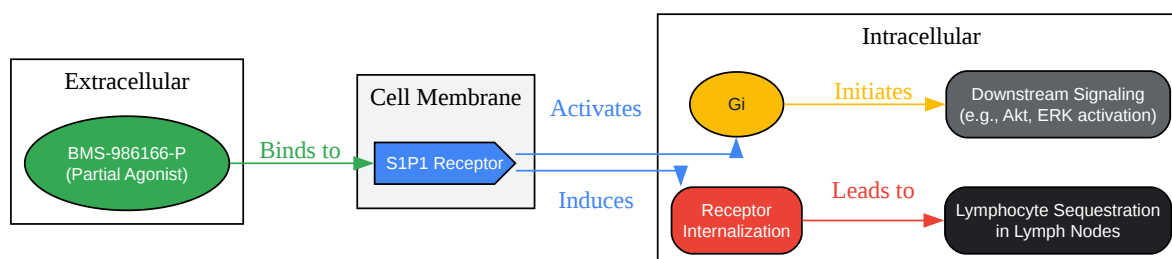 Extracellular
BMS-986166-P
(Partial Agonist)
Binds to
Cell Membrane
S1P1 Receptor
Activates
Induces
Intracellular
Gi
Initiates
Downstream Signaling
(e.g., Akt, ERK activation)
Receptor
Internalization
Leads to
Lymphocyte Sequestration
in Lymph Nodes